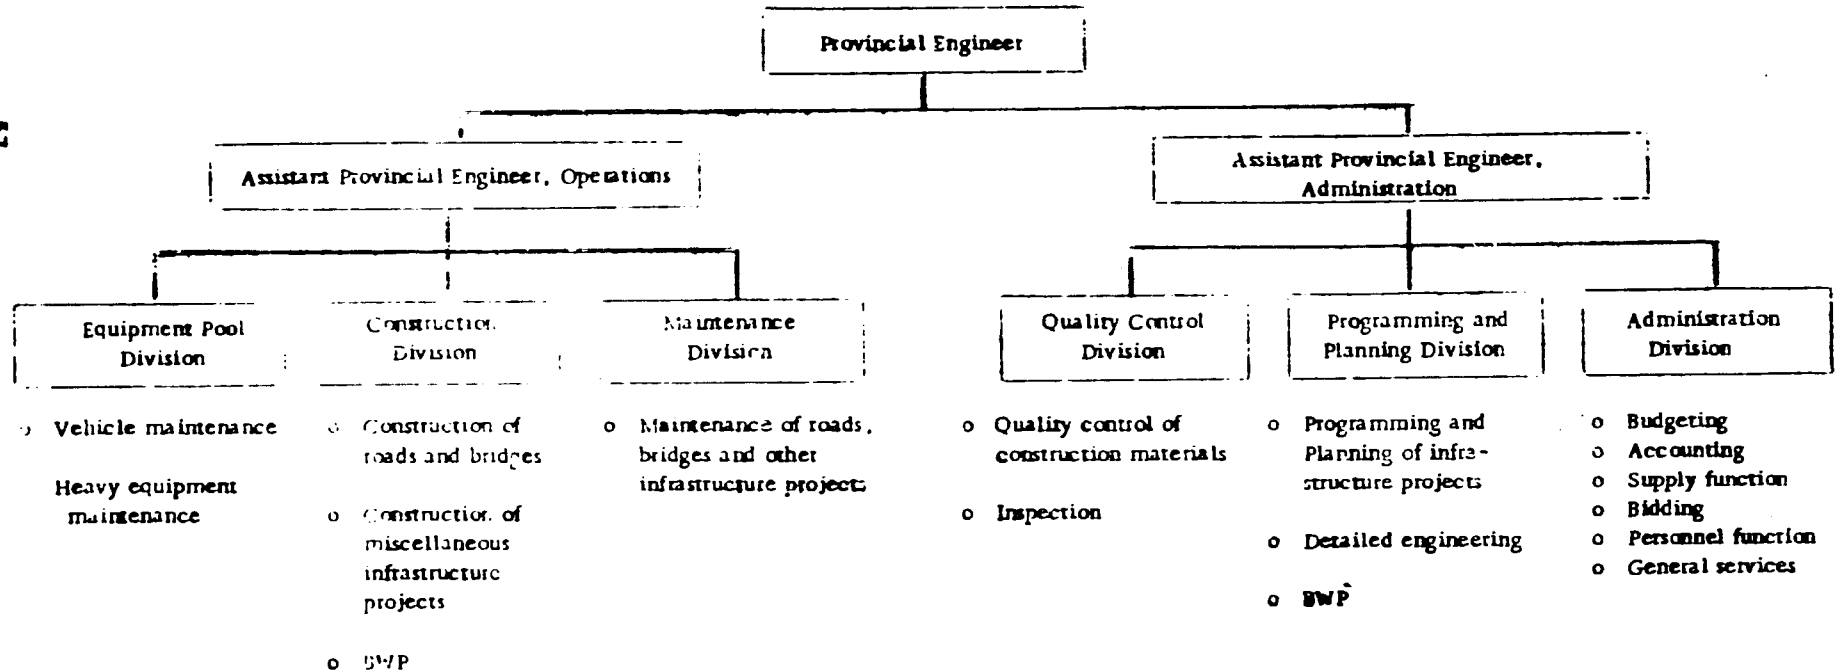 Provincial Engineer
Assistant Provincial Engineer, Operations
Assistant Provincial Engineer,
Administration
Equipment Pool
Division
Construction
Division
Maintenance
Division
Quality Control
Division
Programming and
Planning Division
Administration
Division
o Vehicle maintenance
Heavy equipment
maintenance
o Construction of
roads and bridges
o Construction of
miscellaneous
infrastructure
projects
o BWP
o Maintenance of roads,
bridges and other
infrastructure projects
o Quality control of
construction materials
o Inspection
o Programming and
Planning of infra-
structure projects
o Detailed engineering
o BWP
o Budgeting
o Accounting
o Supply function
o Bidding
o Personnel function
o General services